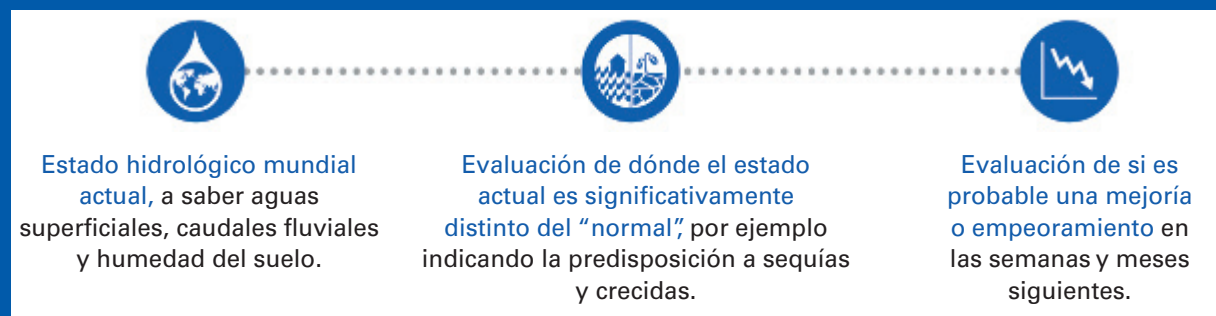 Estado hidrológico mundial
actual, a saber aguas
superficiales, caudales fluviales
y humedad del suelo.
Evaluación de dónde el estado
actual es significativamente
distinto del “normal”, por ejemplo
indicando la predisposición a sequías
y crecidas.
Evaluación de si es
probable una mejoría
o empeoramiento en
las semanas y meses
siguientes.